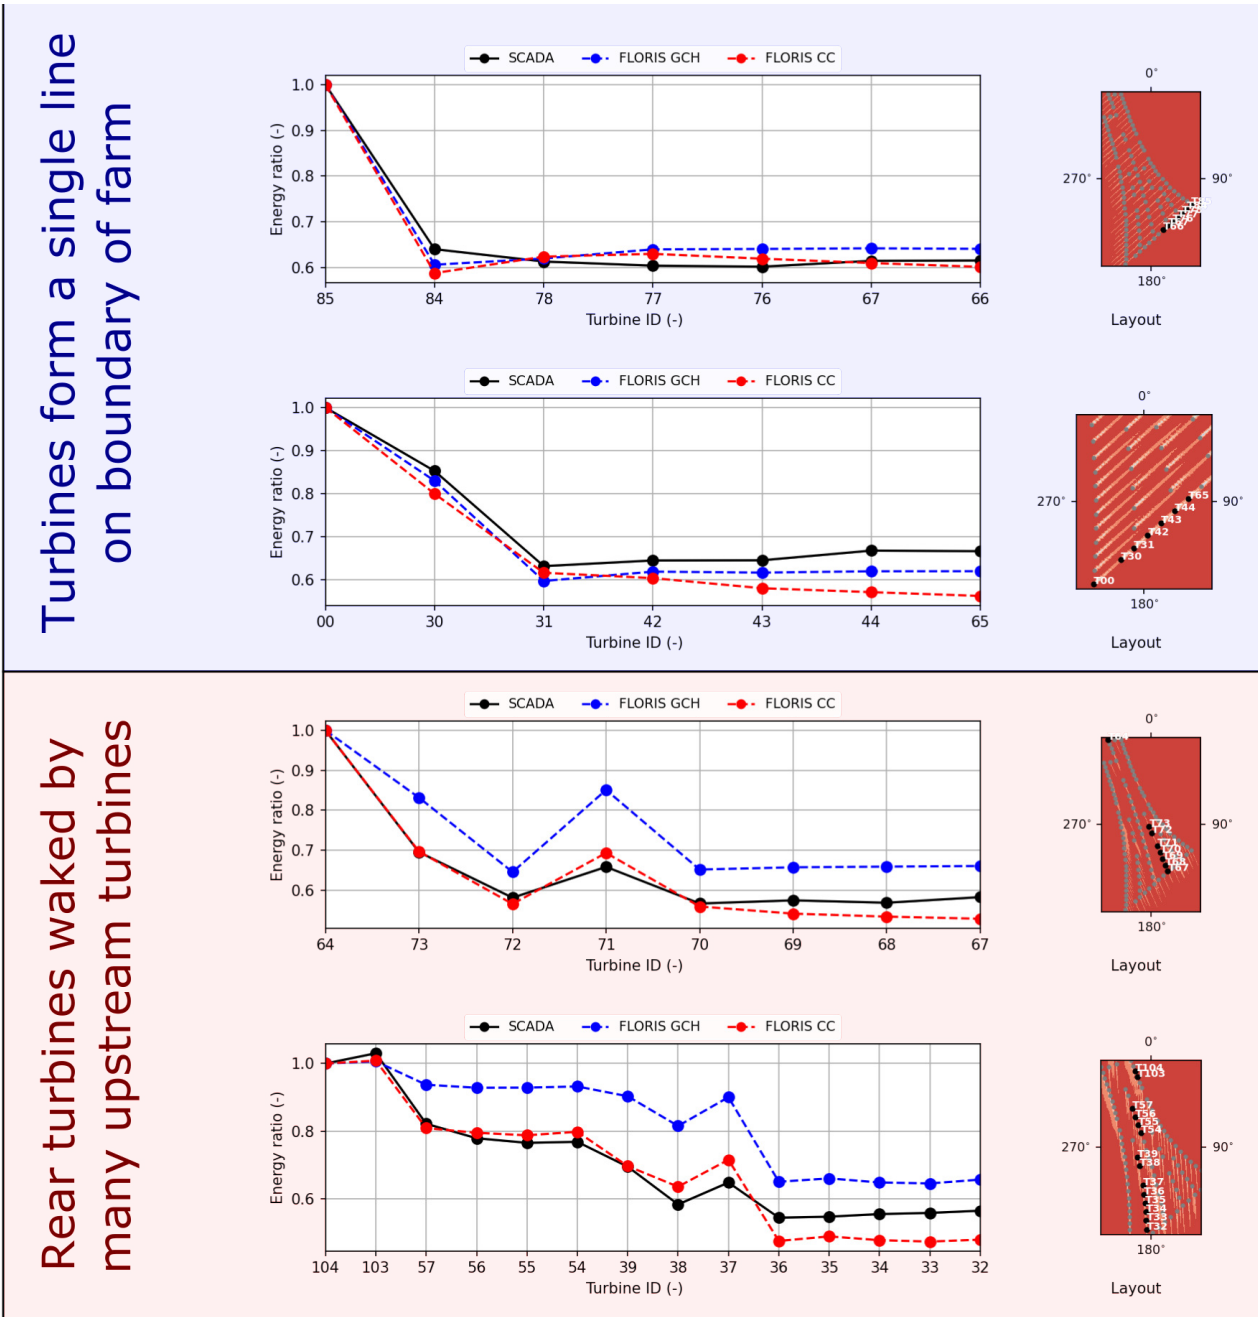 Turbines form a single line
on boundary of farm
SCADA FLORIS GCH FLORIS CC
Energy ratio (-)
1.0
0.9
0.8
0.7
0.6
85 84 78 77 76 67 66
Turbine ID (-)
0°
270° 90°
T66
180°
Layout
SCADA FLORIS GCH FLORIS CC
Energy ratio (-)
1.0
0.9
0.8
0.7
0.6
00 30 31 42 43 44 65
Turbine ID (-)
0°
T65
270° 90°
T44
T43
T42
T31
T30
T00
180°
Layout
Rear turbines waked by
many upstream turbines
SCADA FLORIS GCH FLORIS CC
Energy ratio (-)
1.0
0.9
0.8
0.7
0.6
64 73 72 71 70 69 68 67
Turbine ID (-)
0°
T64
270° 90°
T73
T72
T71
T70
T67
180°
Layout
SCADA FLORIS GCH FLORIS CC
Energy ratio (-)
1.0
0.8
0.6
104 103 57 56 55 54 39 38 37 36 35 34 33 32
Turbine ID (-)
0°
T104
T103
T57
T56
T55
T54
270° 90°
T39
T38
T37
T36
T35
T34
T33
T32
180°
Layout